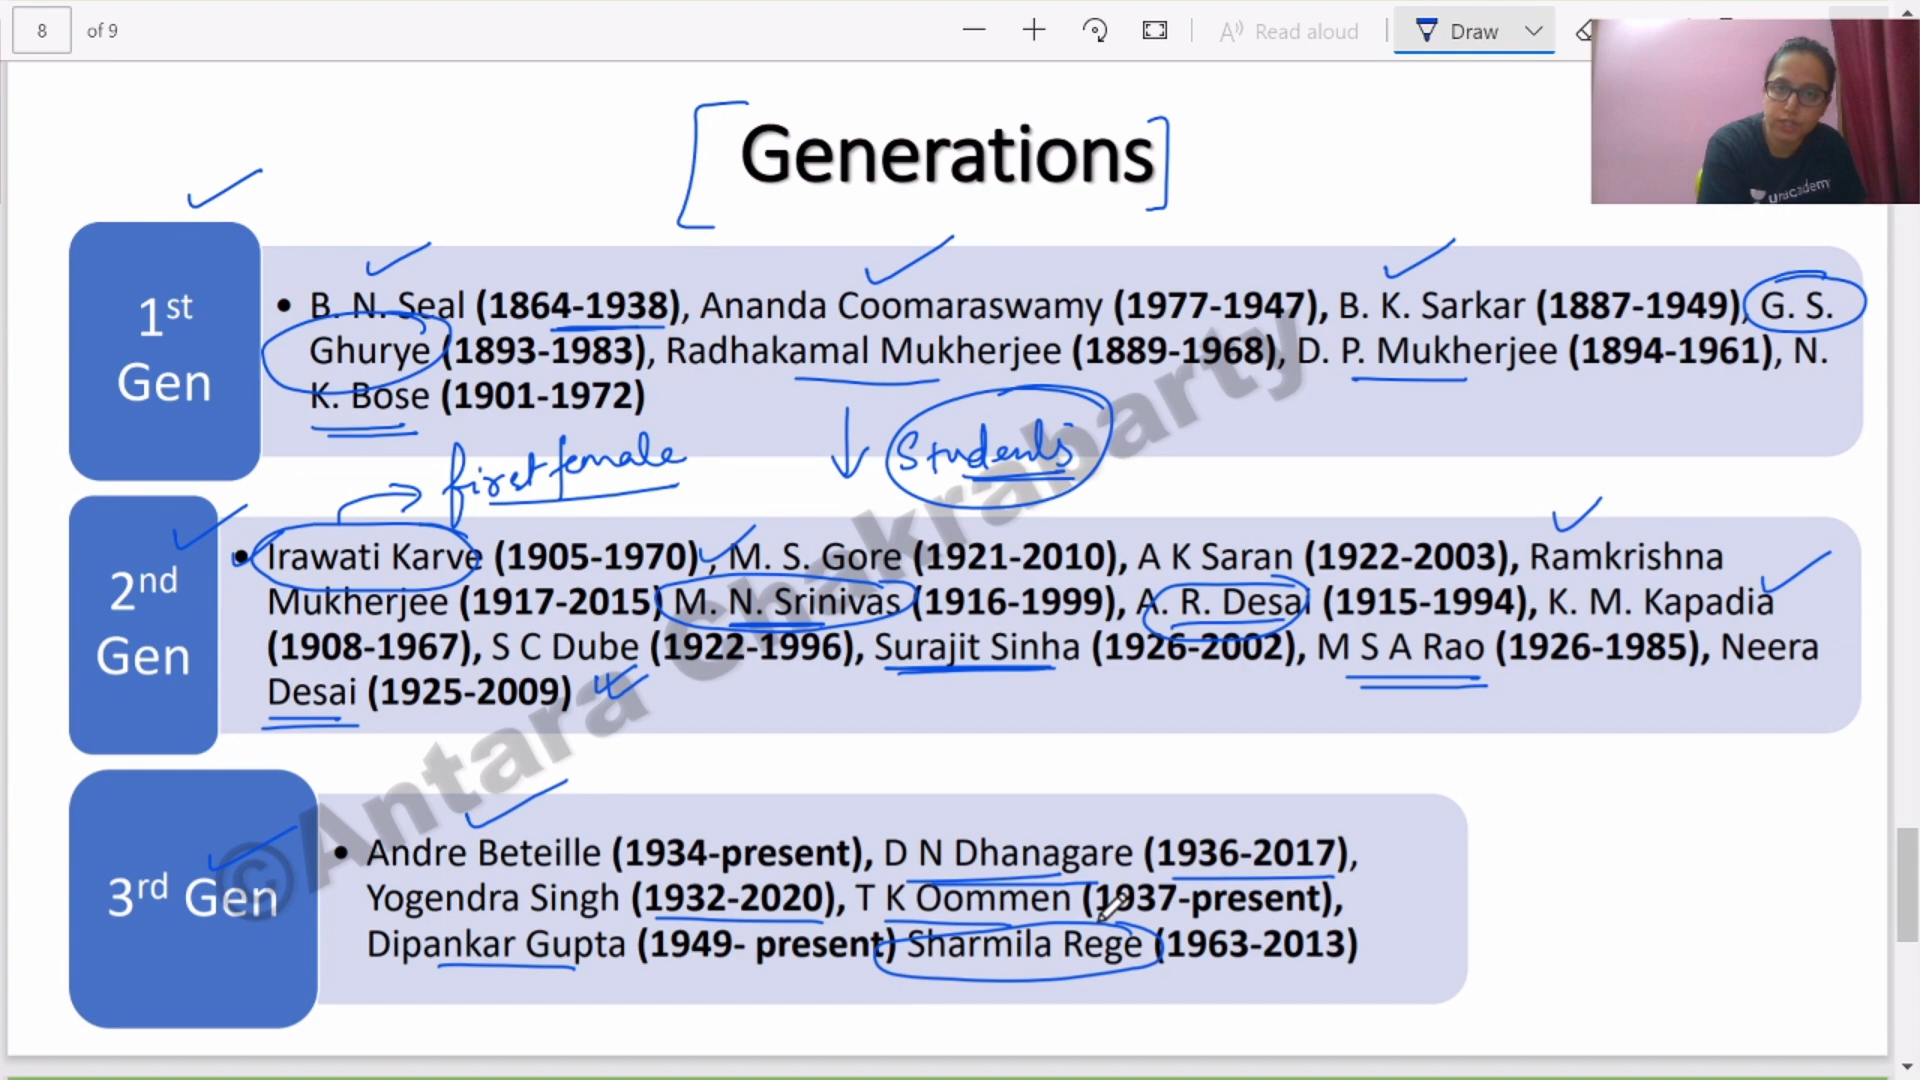 8 of 9
Read aloud
Draw
Generations
unacademy
1st Gen
• B. N. Seal (1864-1938), Ananda Coomaraswamy (1977-1947), B. K. Sarkar (1887-1949), G. S.
Ghurye (1893-1983), Radhakamal Mukherjee (1889-1968), D. P. Mukherjee (1894-1961), N.
K. Bose (1901-1972)
Students
first female
2nd Gen
• Irawati Karve (1905-1970), M. S. Gore (1921-2010), A K Saran (1922-2003), Ramkrishna
Mukherjee (1917-2015) M. N. Srinivas (1916-1999), A. R. Desai (1915-1994), K. M. Kapadia
(1908-1967), S C Dube (1922-1996), Surajit Sinha (1926-2002), M S A Rao (1926-1985), Neera
Desai (1925-2009)
3rd Gen
• Andre Beteille (1934-present), D N Dhanagare (1936-2017),
Yogendra Singh (1932-2020), T K Oommen (1937-present),
Dipankar Gupta (1949- present) Sharmila Rege (1963-2013)
©Antara Chakrabarty